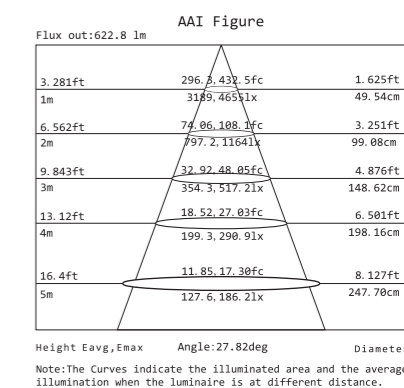 AAI Figure
Flux out:622.8 lm
3.281ft 296.3,432.5fc 1.625ft
1m 3189,4655lx 49.54cm
6.562ft 74.06,108.1fc 3.251ft
2m 797.2,1164lx 99.08cm
9.843ft 32.92,48.05fc 4.876ft
3m 354.3,517.2lx 148.62cm
13.12ft 18.52,27.03fc 6.501ft
4m 199.3,290.9lx 198.16cm
16.4ft 11.85,17.30fc 8.127ft
5m 127.6,186.2lx 247.70cm
Height Eavg,Emax Angle:27.82deg Diameter
Note:The Curves indicate the illuminated area and the average
illumination when the luminaire is at different distance.